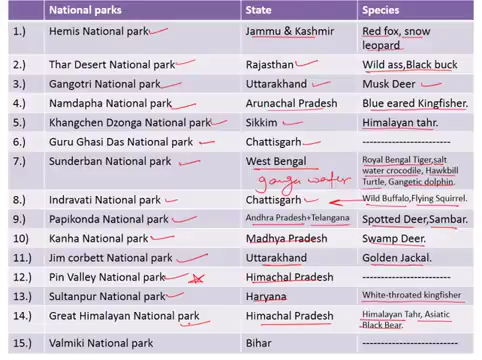 National parks State Species
1.) Hemis National park Jammu & Kashmir Red fox, snow
leopard.
2.) Thar Desert National park Rajasthan Wild ass,Black buck
3.) Gangotri National park Uttarakhand Musk Deer
4.) Namdapha National park Arunachal Pradesh Blue eared Kingfisher.
5.) Khangchen Dzonga National park Sikkim Himalayan tahr.
6.) Guru Ghasi Das National park Chattisgarh --------------------
7.) Sunderban National park West Bengal Royal Bengal Tiger,salt
water crocodile, Hawkbill
ganga water Turtle, Gangetic dolphin.
8.) Indravati National park Chattisgarh Wild Buffalo,Flying Squirrel.
9.) Papikonda National park Andhra Pradesh+Telangana Spotted Deer,Sambar.
10.) Kanha National park Madhya Pradesh Swamp Deer.
11.) Jim corbett National park Uttarakhand Golden Jackal.
12.) Pin Valley National park Himachal Pradesh --------------------
13.) Sultanpur National park Haryana White-throated kingfisher
14.) Great Himalayan National park Himachal Pradesh Himalayan Tahr, Asiatic
Black Bear.
15.) Valmiki National park Bihar --------------------